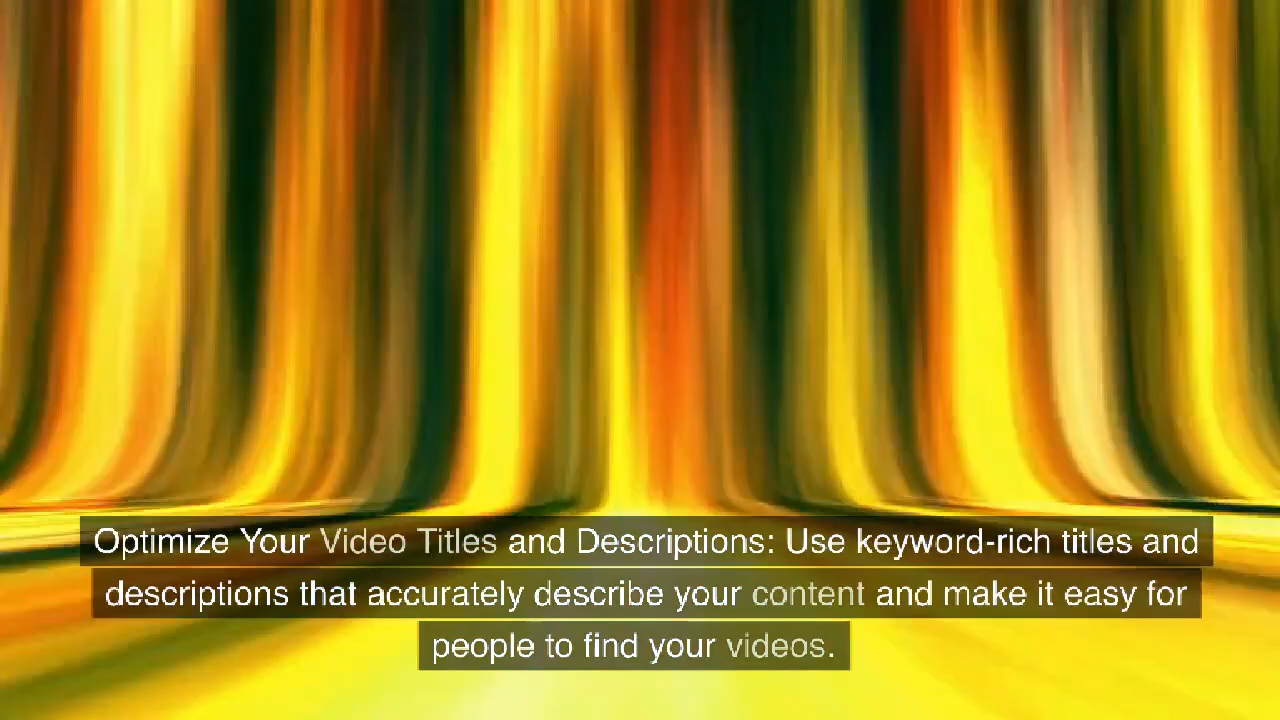 Optimize Your Video Titles and Descriptions: Use keyword-rich titles and
descriptions that accurately describe your content and make it easy for
people to find your videos.